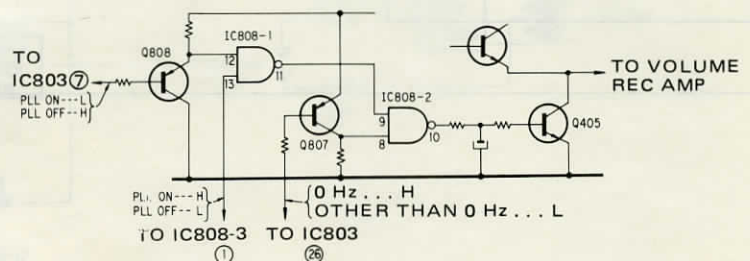 IC808-1
Q808
TO
IC803⑦
12
13
11
PLL ON---L
PLL OFF--H
TO VOLUME
REC AMP
IC808-2
9
8
10
Q807
Q405
PLL ON---H
PLL OFF--L
0 Hz...H
OTHER THAN 0 Hz...L
TO IC808-3
①
TO IC803
㉖